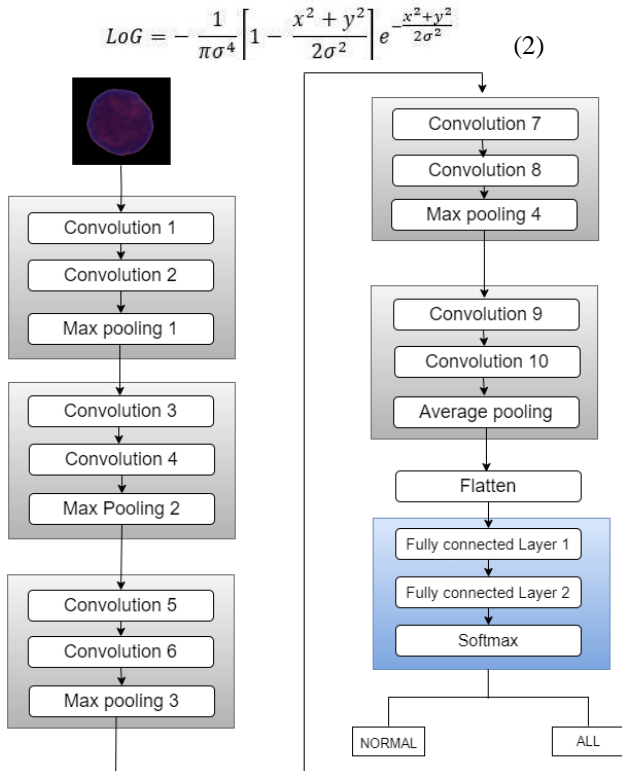 LoG = − 1/(πσ⁴) [1 − (x² + y²)/(2σ²)] e^(−(x²+y²)/(2σ²)) (2)
Convolution 1
Convolution 2
Max pooling 1
Convolution 3
Convolution 4
Max Pooling 2
Convolution 5
Convolution 6
Max pooling 3
Convolution 7
Convolution 8
Max pooling 4
Convolution 9
Convolution 10
Average pooling
Flatten
Fully connected Layer 1
Fully connected Layer 2
Softmax
NORMAL
ALL